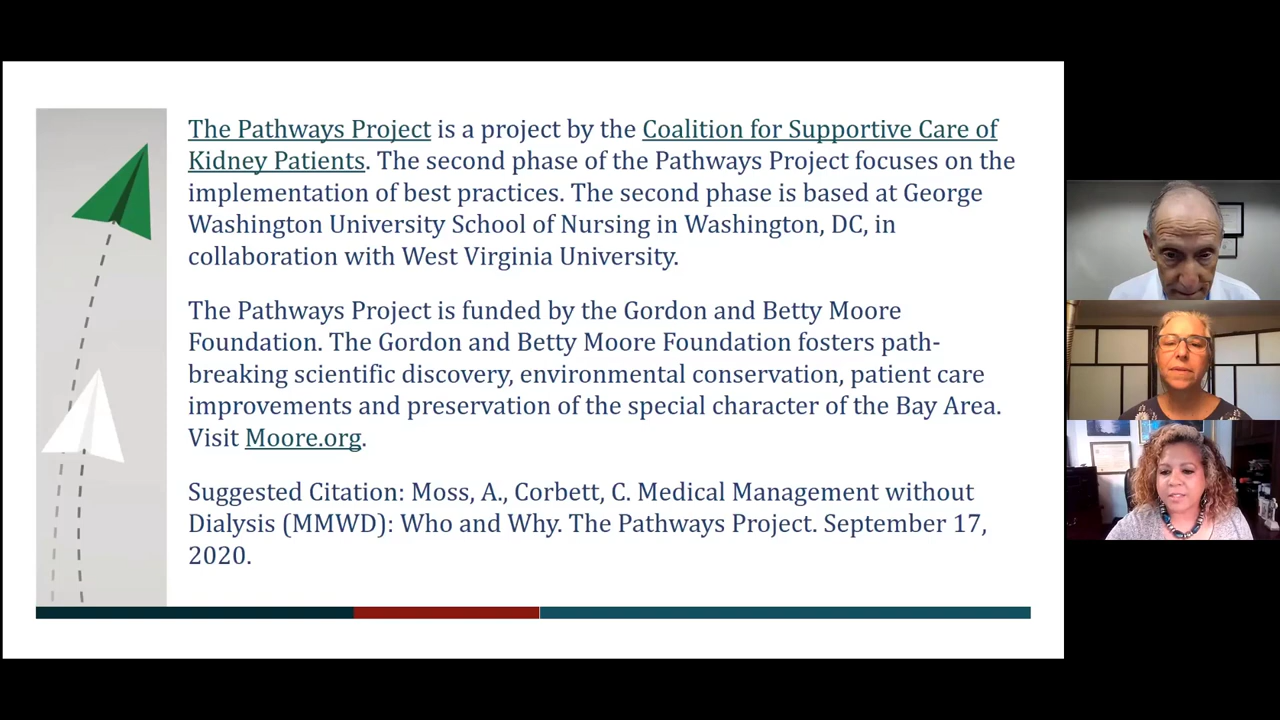 The Pathways Project is a project by the Coalition for Supportive Care of
Kidney Patients. The second phase of the Pathways Project focuses on the
implementation of best practices. The second phase is based at George
Washington University School of Nursing in Washington, DC, in
collaboration with West Virginia University.
The Pathways Project is funded by the Gordon and Betty Moore
Foundation. The Gordon and Betty Moore Foundation fosters path-
breaking scientific discovery, environmental conservation, patient care
improvements and preservation of the special character of the Bay Area.
Visit Moore.org.
Suggested Citation: Moss, A., Corbett, C. Medical Management without
Dialysis (MMWD): Who and Why. The Pathways Project. September 17,
2020.